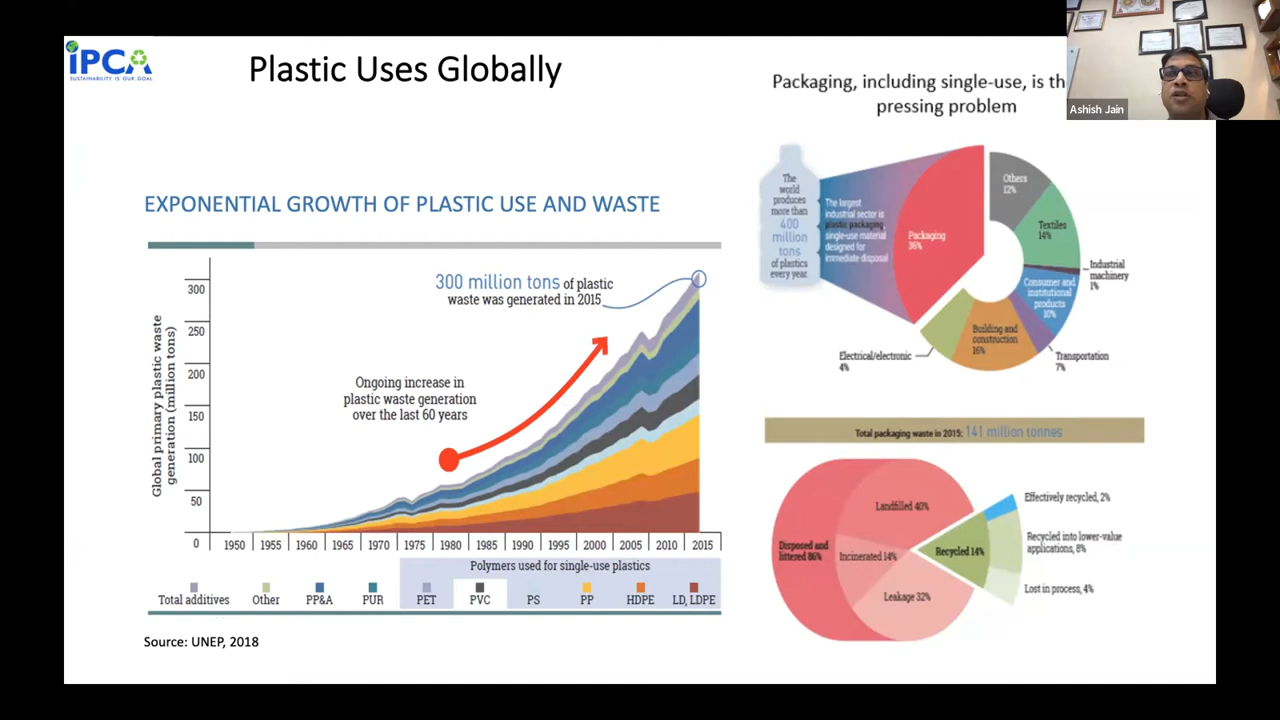 iPCA
SUSTAINABILITY IS OUR GOAL
Plastic Uses Globally
Packaging, including single-use, is th
pressing problem
Ashish Jain
EXPONENTIAL GROWTH OF PLASTIC USE AND WASTE
300 million tons of plastic
waste was generated in 2015
Ongoing increase in
plastic waste generation
over the last 60 years
Global primary plastic waste
generation (million tons)
300
250
200
150
100
50
0
1950 1955 1960 1965 1970 1975 1980 1985 1990 1995 2000 2005 2010 2015
Polymers used for single-use plastics
Total additives Other PP&A PUR PET PVC PS PP HDPE LD, LDPE
Source: UNEP, 2018
The
world
produces
more than
400
million
tons
of plastics
every year.
The largest
industrial sector is
plastic packaging,
single-use material
designed for
immediate disposal
Packaging
36%
Others
12%
Textiles
14%
Industrial
machinery
1%
Consumer and
institutional
products
10%
Transportation
7%
Building and
construction
16%
Electrical/electronic
4%
Total packaging waste in 2015: 141 million tonnes
Disposed and
littered 86%
Landfilled 40%
Incinerated 14%
Leakage 32%
Recycled 14%
Effectively recycled, 2%
Recycled into lower-value
applications, 8%
Lost in process, 4%